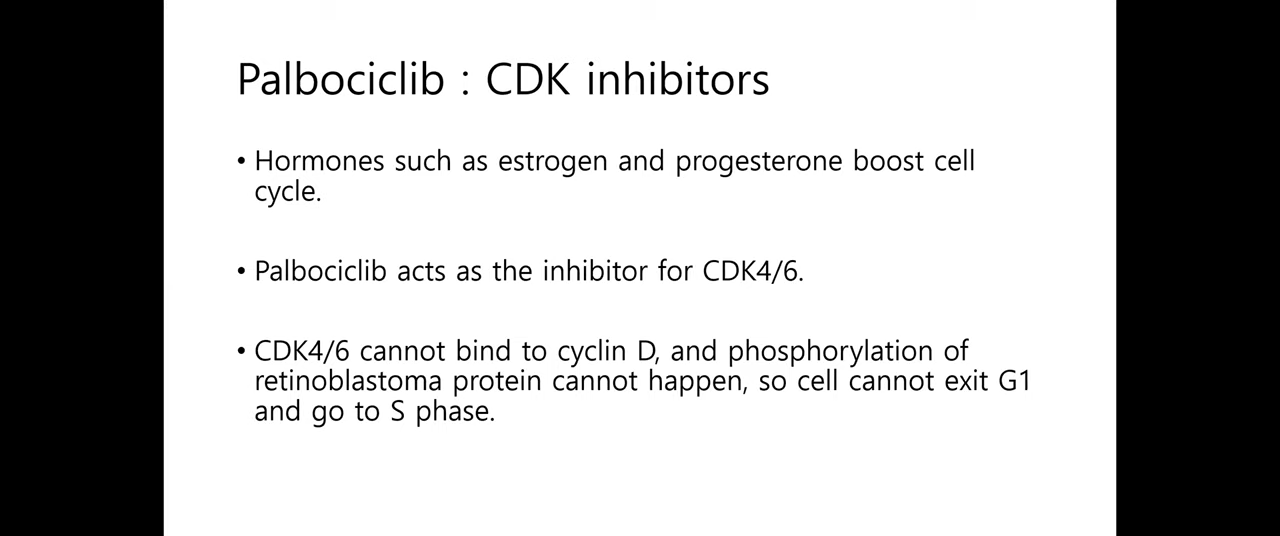 Palbociclib : CDK inhibitors
• Hormones such as estrogen and progesterone boost cell
cycle.
• Palbociclib acts as the inhibitor for CDK4/6.
• CDK4/6 cannot bind to cyclin D, and phosphorylation of
retinoblastoma protein cannot happen, so cell cannot exit G1
and go to S phase.